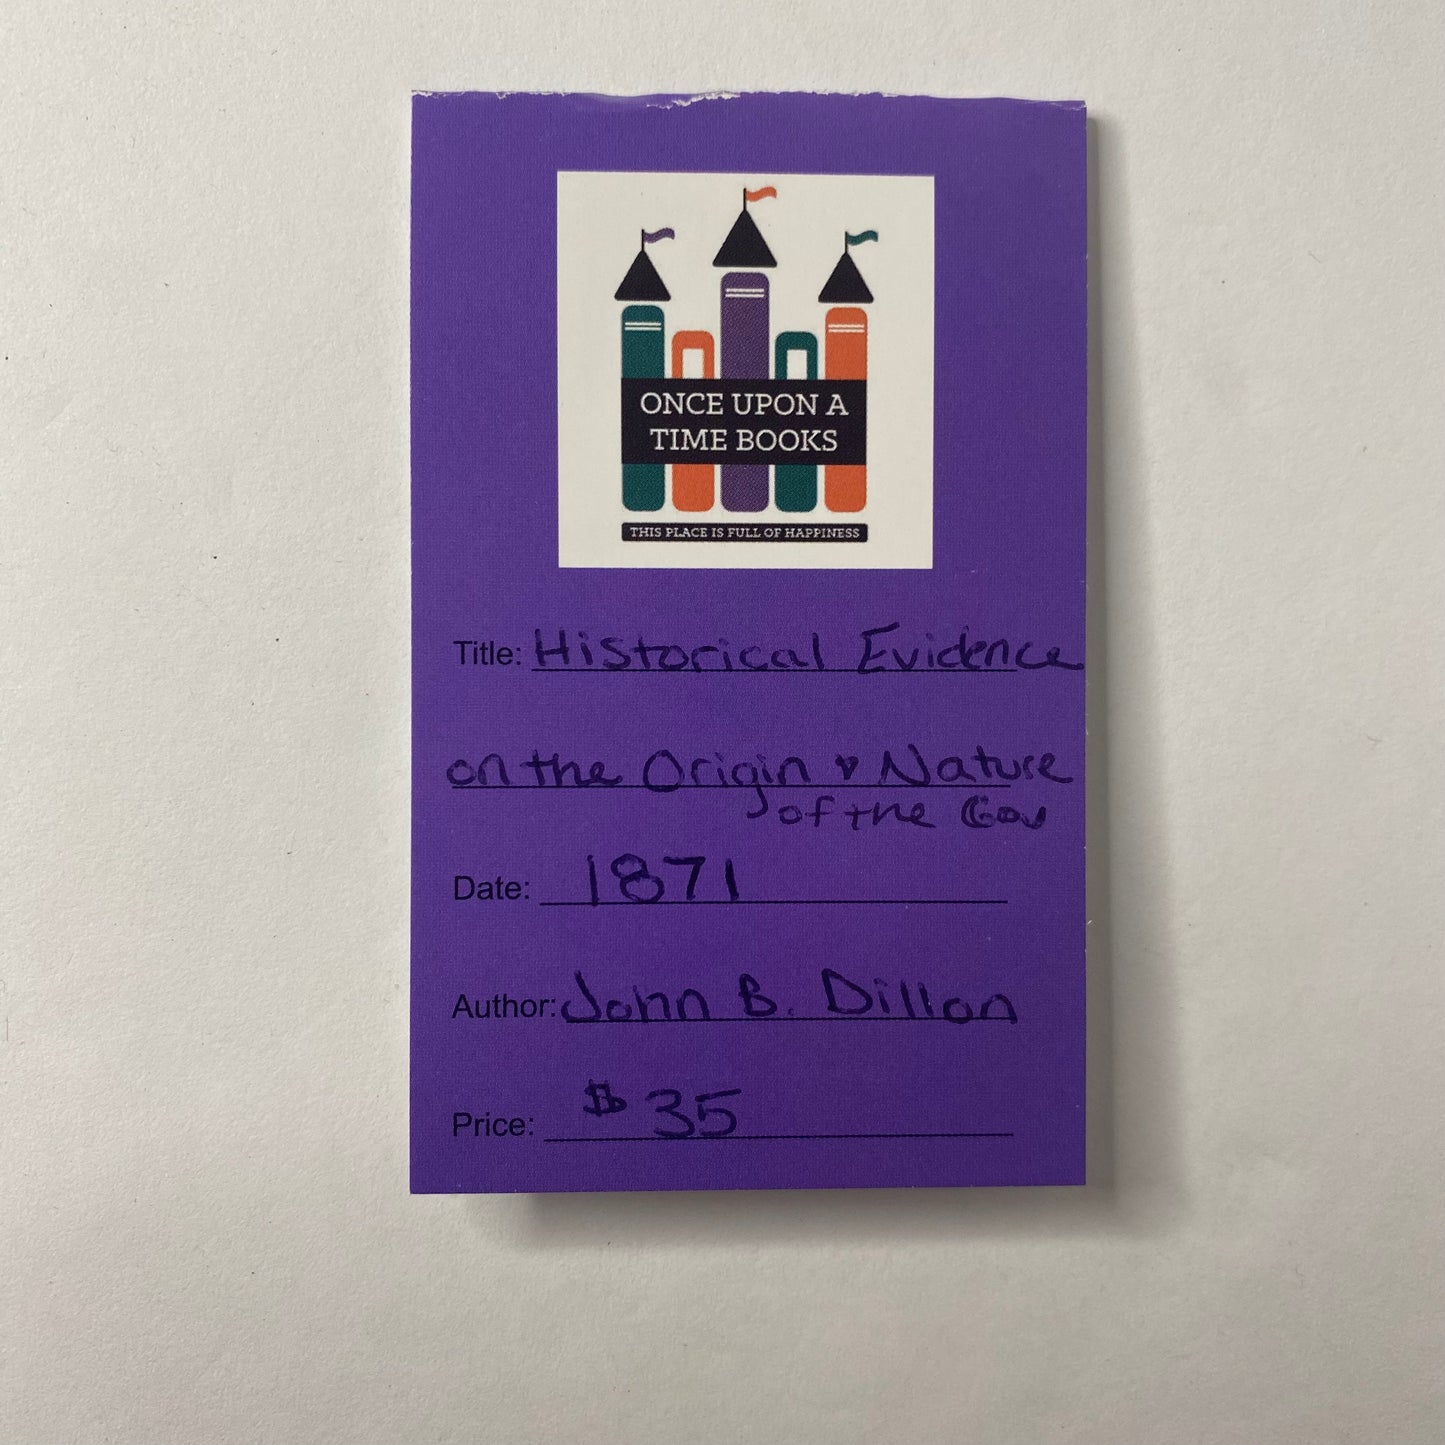 ONCE UPON A
TIME BOOKS
THIS PLACE IS FULL OF HAPPINESS
Title: Historical Evidence
on the Origin & Nature
of the Gov
Date: 1871
Author: John B. Dillon
Price: $35